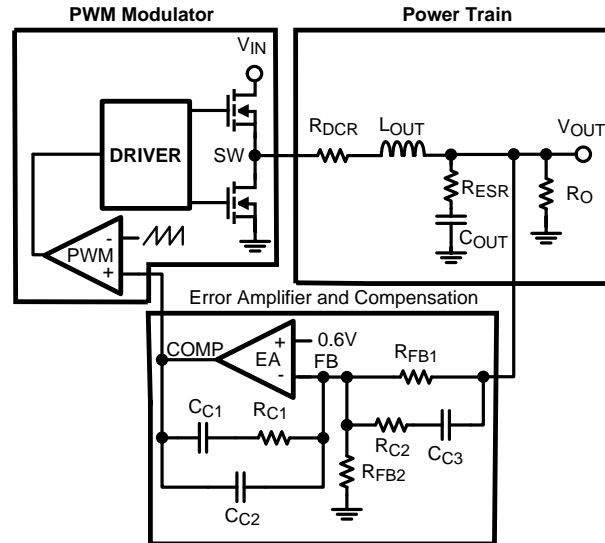 PWM Modulator
Power Train
VIN
DRIVER
SW
RDCR
LOUT
VOUT
RESR
COUT
RO
PWM
-
+
Error Amplifier and Compensation
COMP
EA
+
-
0.6V
FB
RFB1
CC1
RC1
RC2
CC3
RFB2
CC2